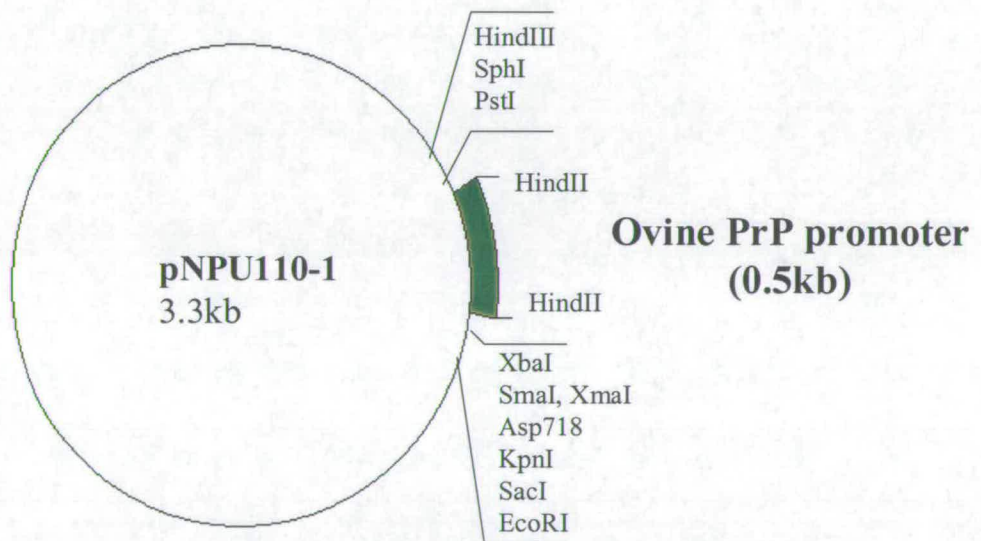 HindIII
SphI
PstI
HindII
Ovine PrP promoter
(0.5kb)
pNPU110-1
3.3kb
HindII
XbaI
SmaI, XmaI
Asp718
KpnI
SacI
EcoRI